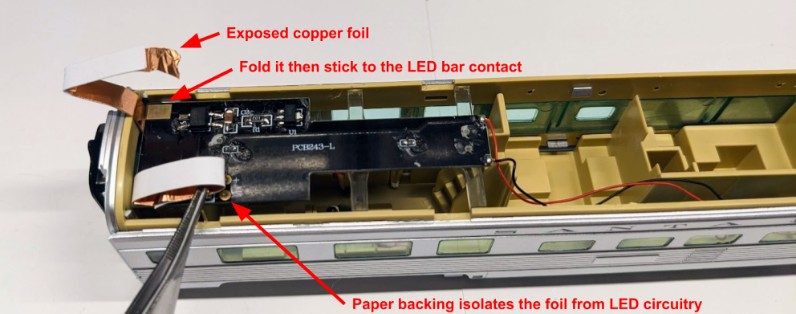 Exposed copper foil
Fold it then stick to the LED bar contact
PCB243-L
SANTA
Paper backing isolates the foil from LED circuitry